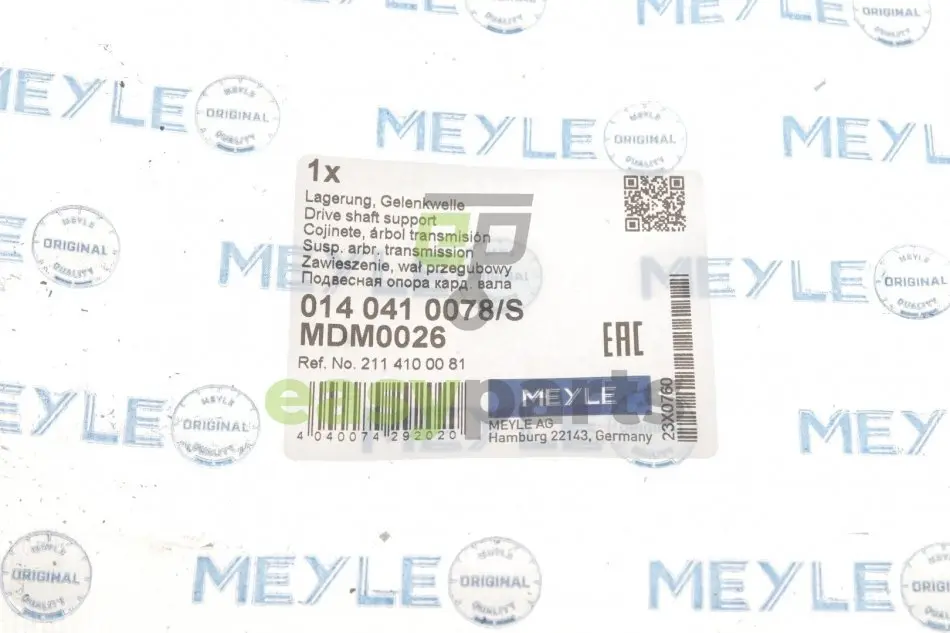 MEYLE
ORIGINAL
QUALITY
1x
Lagerung, Gelenkwelle
Drive shaft support
Cojinete, árbol transmisión
Susp. arbr. transmission
Zawieszenie, wał przegubowy
Подвесная опора кард. вала
014 041 0078/S
MDM0026
Ref. No. 211 410 00 81
EAC
easyparts
MEYLE
MEYLE AG
Hamburg 22143, Germany
4 040074 292020
23X0760